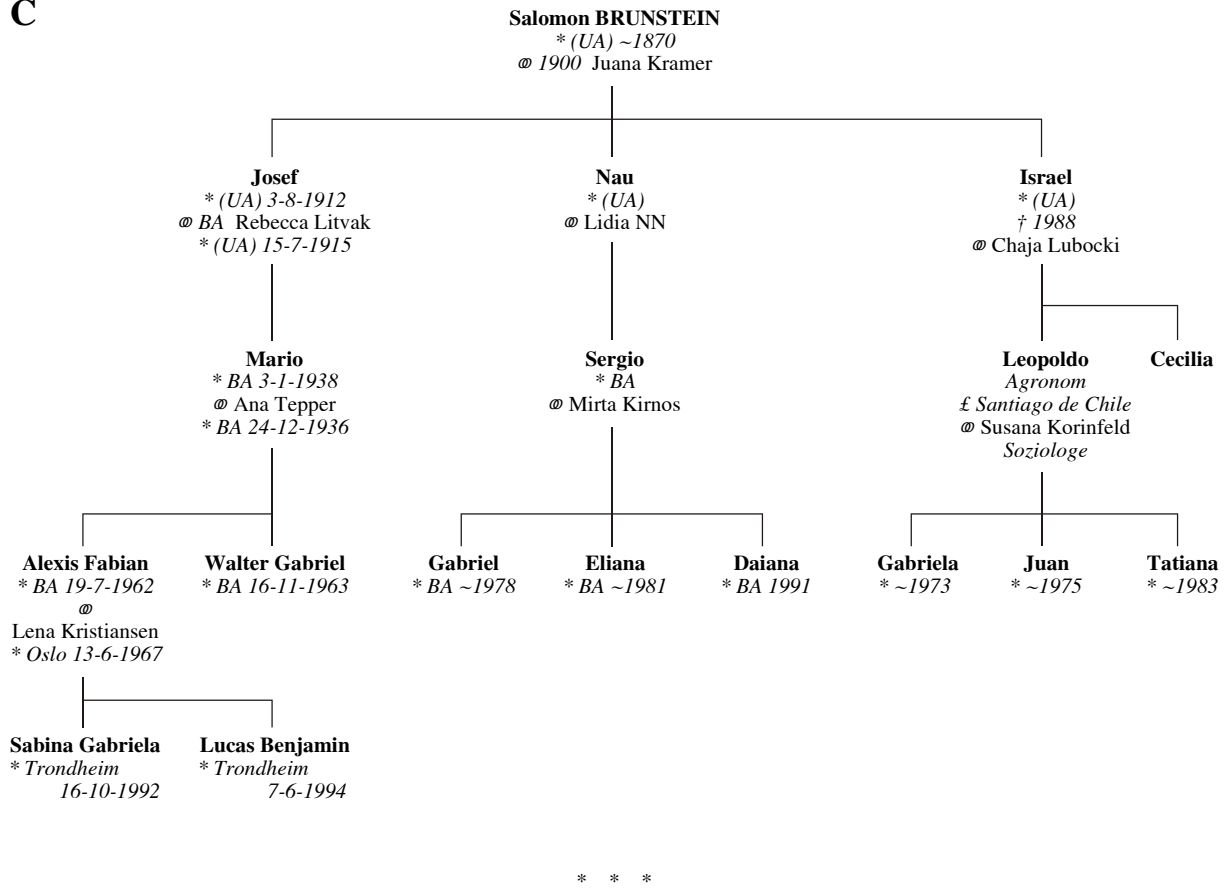 C
Salomon BRUNSTEIN
* (UA) ~1870
⚭ 1900 Juana Kramer
Josef
* (UA) 3-8-1912
⚭ BA Rebecca Litvak
* (UA) 15-7-1915
Nau
* (UA)
⚭ Lidia NN
Israel
* (UA)
† 1988
⚭ Chaja Lubocki
Mario
* BA 3-1-1938
⚭ Ana Tepper
* BA 24-12-1936
Sergio
* BA
⚭ Mirta Kirnos
Leopoldo
Agronom
£ Santiago de Chile
⚭ Susana Korinfeld
Soziologe
Cecilia
Alexis Fabian
* BA 19-7-1962
⚭
Lena Kristiansen
* Oslo 13-6-1967
Walter Gabriel
* BA 16-11-1963
Gabriel
* BA ~1978
Eliana
* BA ~1981
Daiana
* BA 1991
Gabriela
* ~1973
Juan
* ~1975
Tatiana
* ~1983
Sabina Gabriela
* Trondheim
16-10-1992
Lucas Benjamin
* Trondheim
7-6-1994
* * *